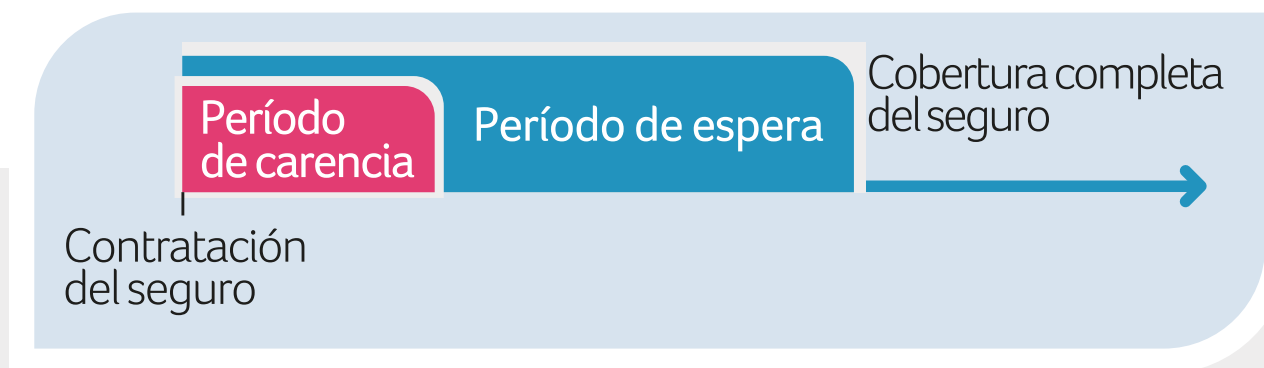 Período
de carencia
Período de espera
Cobertura completa
del seguro
Contratación
del seguro